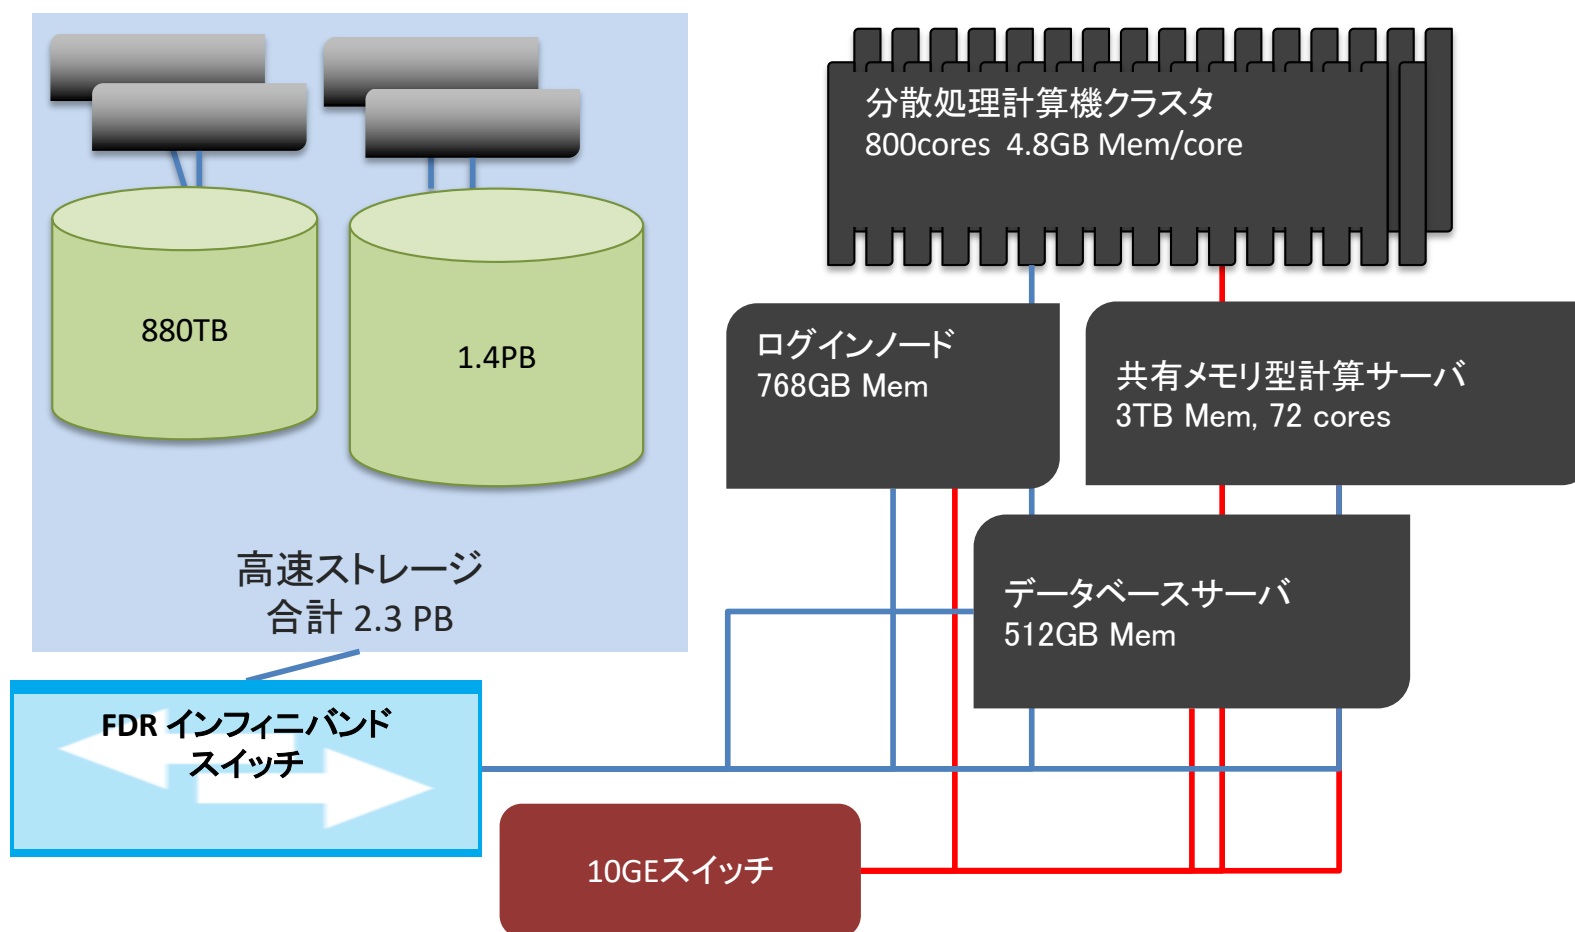 880TB
1.4PB
高速ストレージ
合計 2.3 PB
分散処理計算機クラスタ
800cores 4.8GB Mem/core
ログインノード
768GB Mem
共有メモリ型計算サーバ
3TB Mem, 72 cores
データベースサーバ
512GB Mem
FDR インフィニバンド
スイッチ
10GEスイッチ